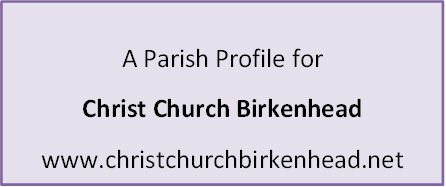 A Parish Profile for
Christ Church Birkenhead
www.christchurchbirkenhead.net